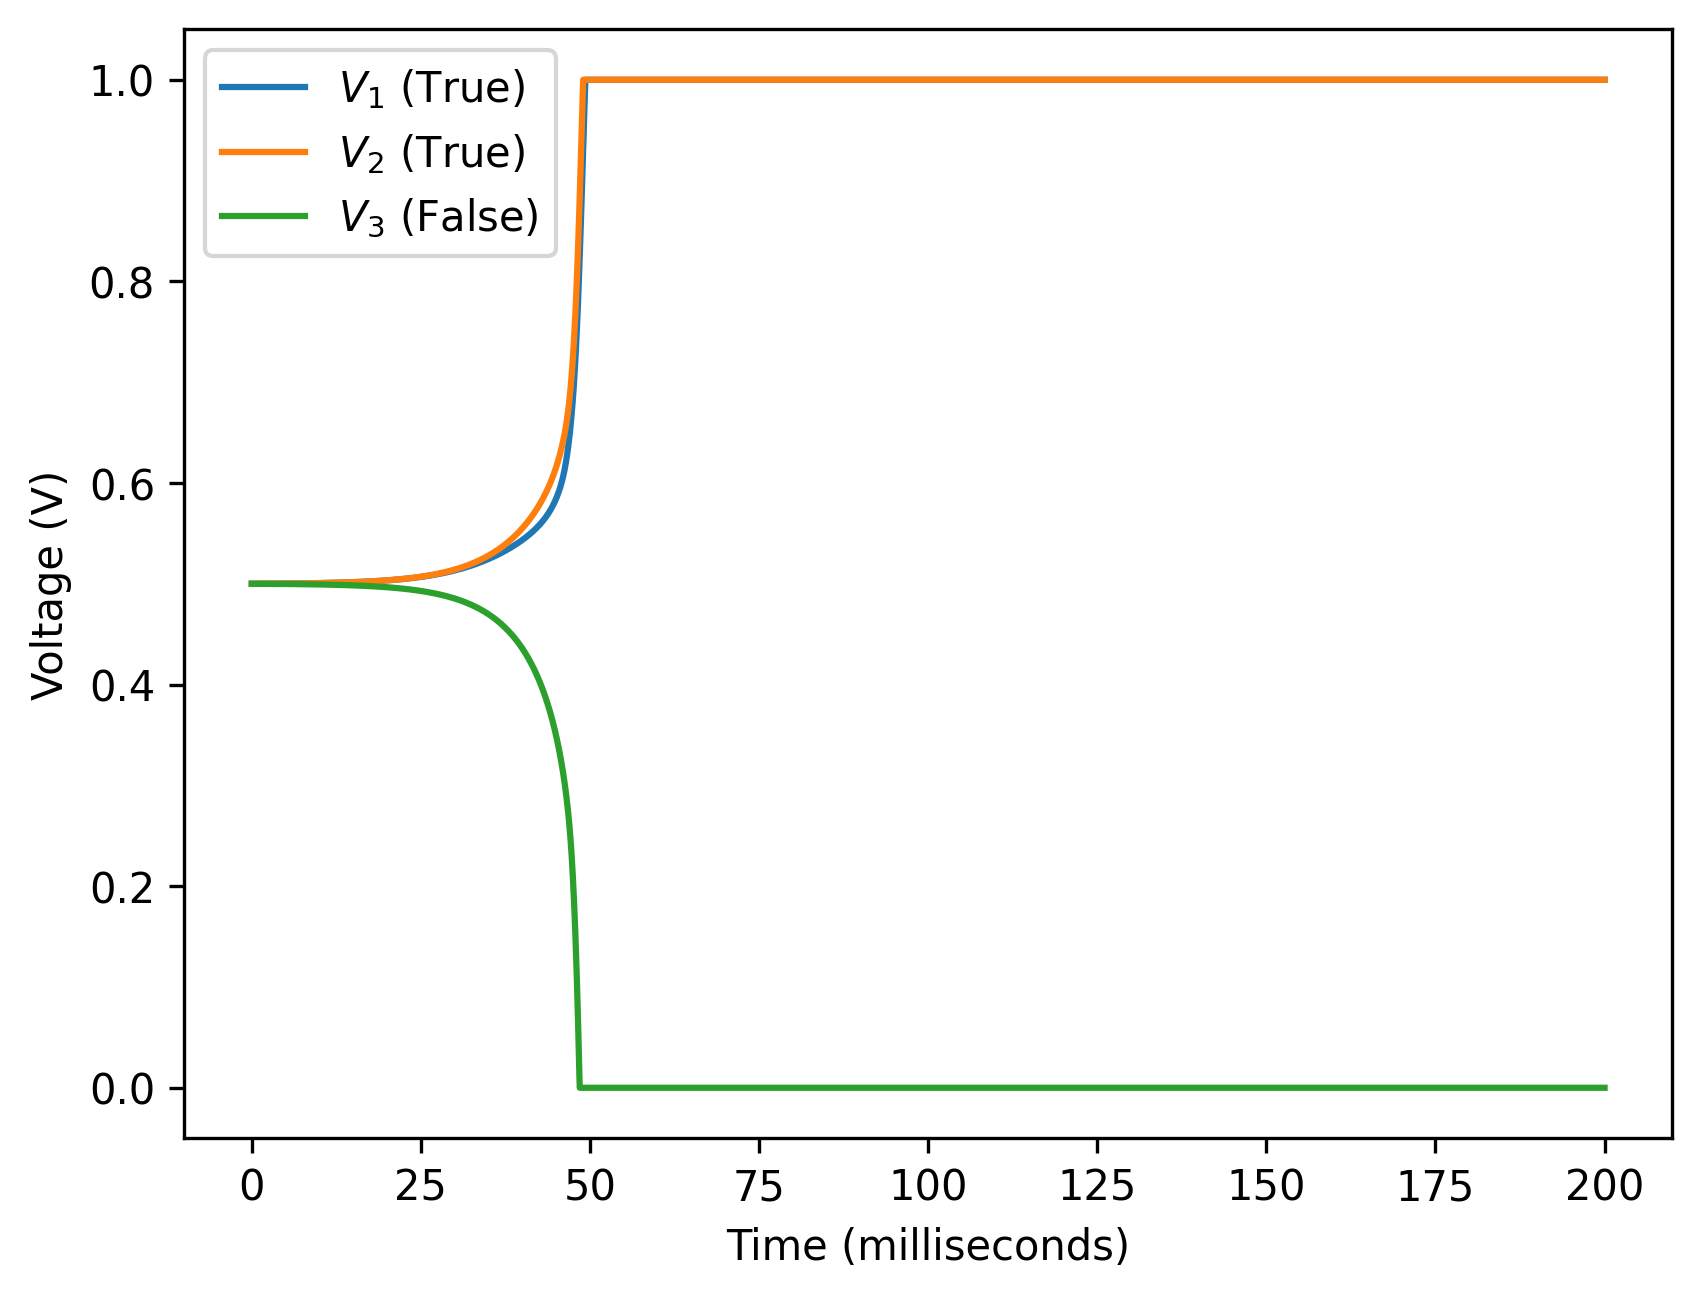 V₁ (True)
V₂ (True)
V₃ (False)
1.0
0.8
0.6
0.4
0.2
0.0
Voltage (V)
0 25 50 75 100 125 150 175 200
Time (milliseconds)